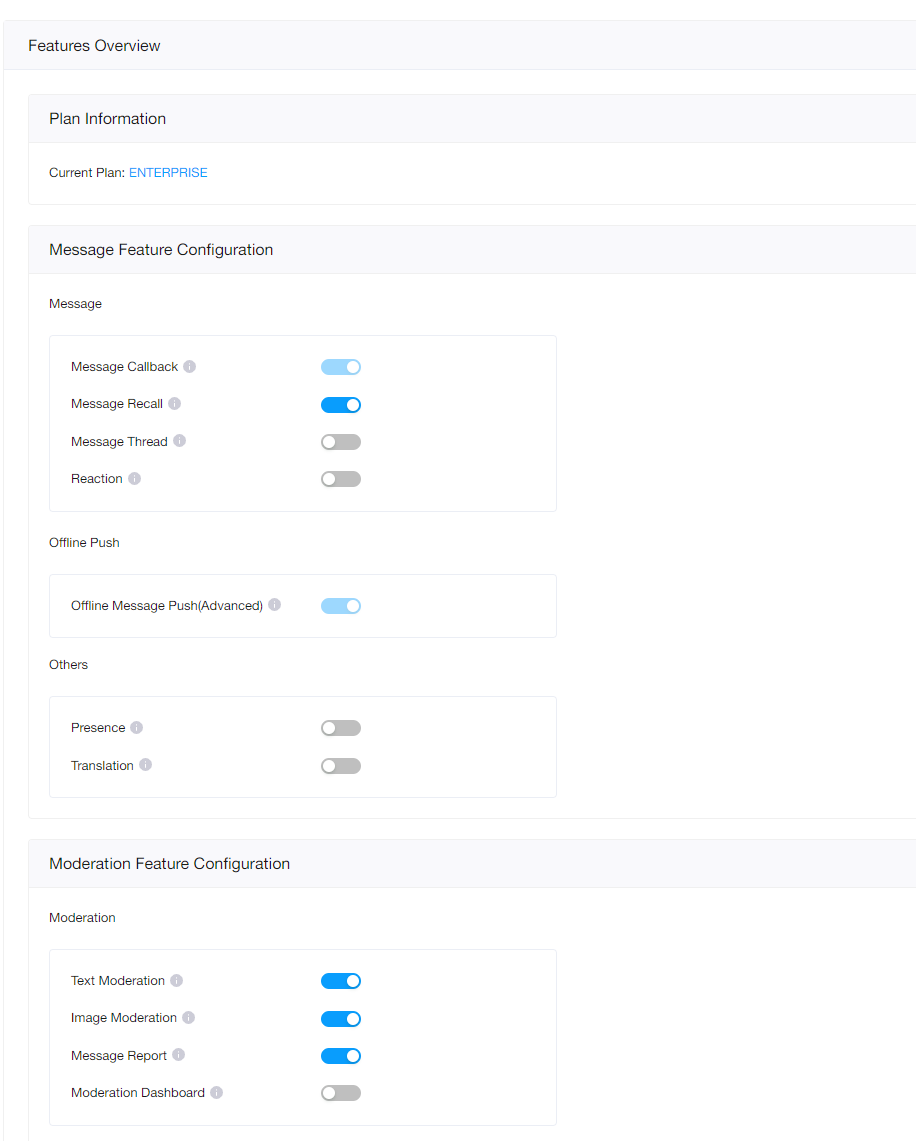 Features Overview
Plan Information
Current Plan: ENTERPRISE
Message Feature Configuration
Message
Message Callback
Message Recall
Message Thread
Reaction
Offline Push
Offline Message Push(Advanced)
Others
Presence
Translation
Moderation Feature Configuration
Moderation
Text Moderation
Image Moderation
Message Report
Moderation Dashboard